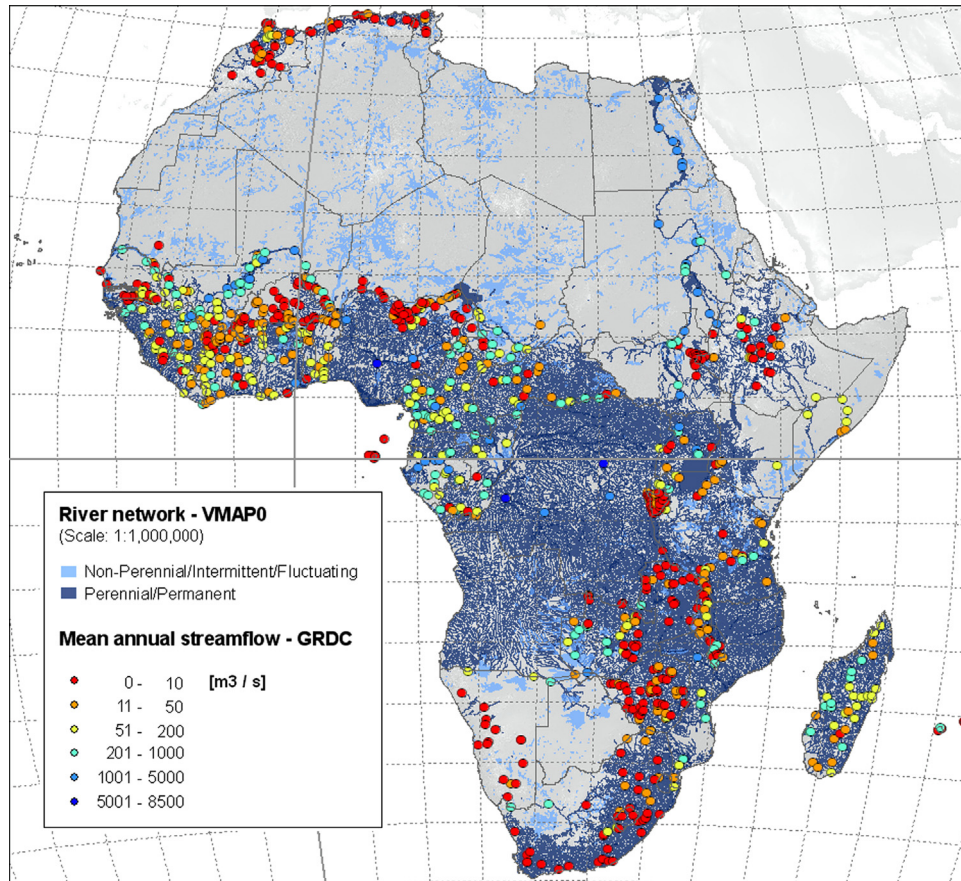 River network - VMAP0
(Scale: 1:1,000,000)
Non-Perennial/Intermittent/Fluctuating
Perennial/Permanent
Mean annual streamflow - GRDC
0 - 10 [m3 / s]
11 - 50
51 - 200
201 - 1000
1001 - 5000
5001 - 8500